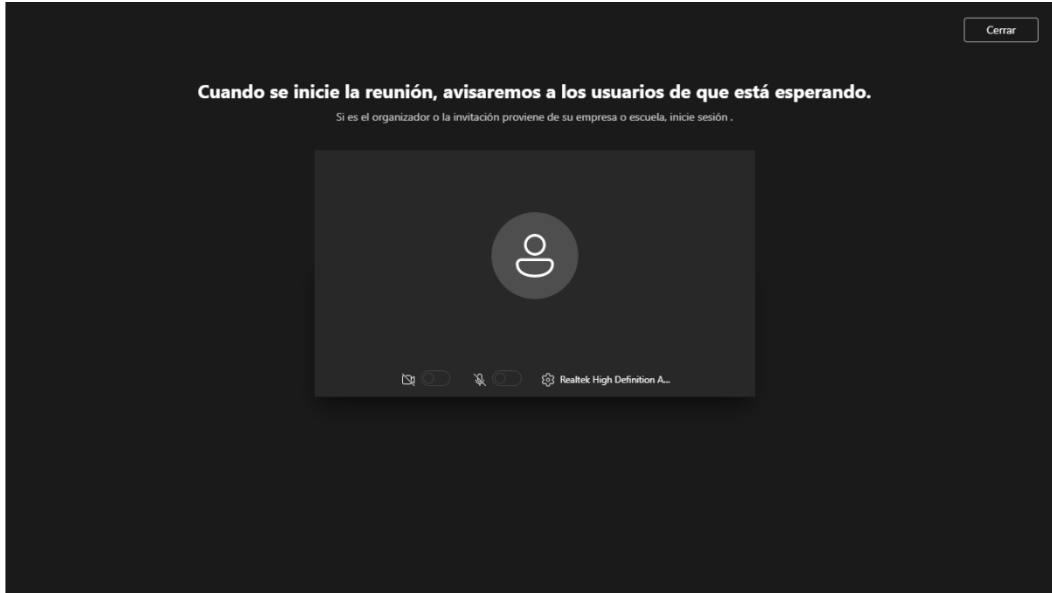 Cerrar
Cuando se inicie la reunión, avisaremos a los usuarios de que está esperando.
Si es el organizador o la invitación proviene de su empresa o escuela, inicie sesión .
Realtek High Definition A...